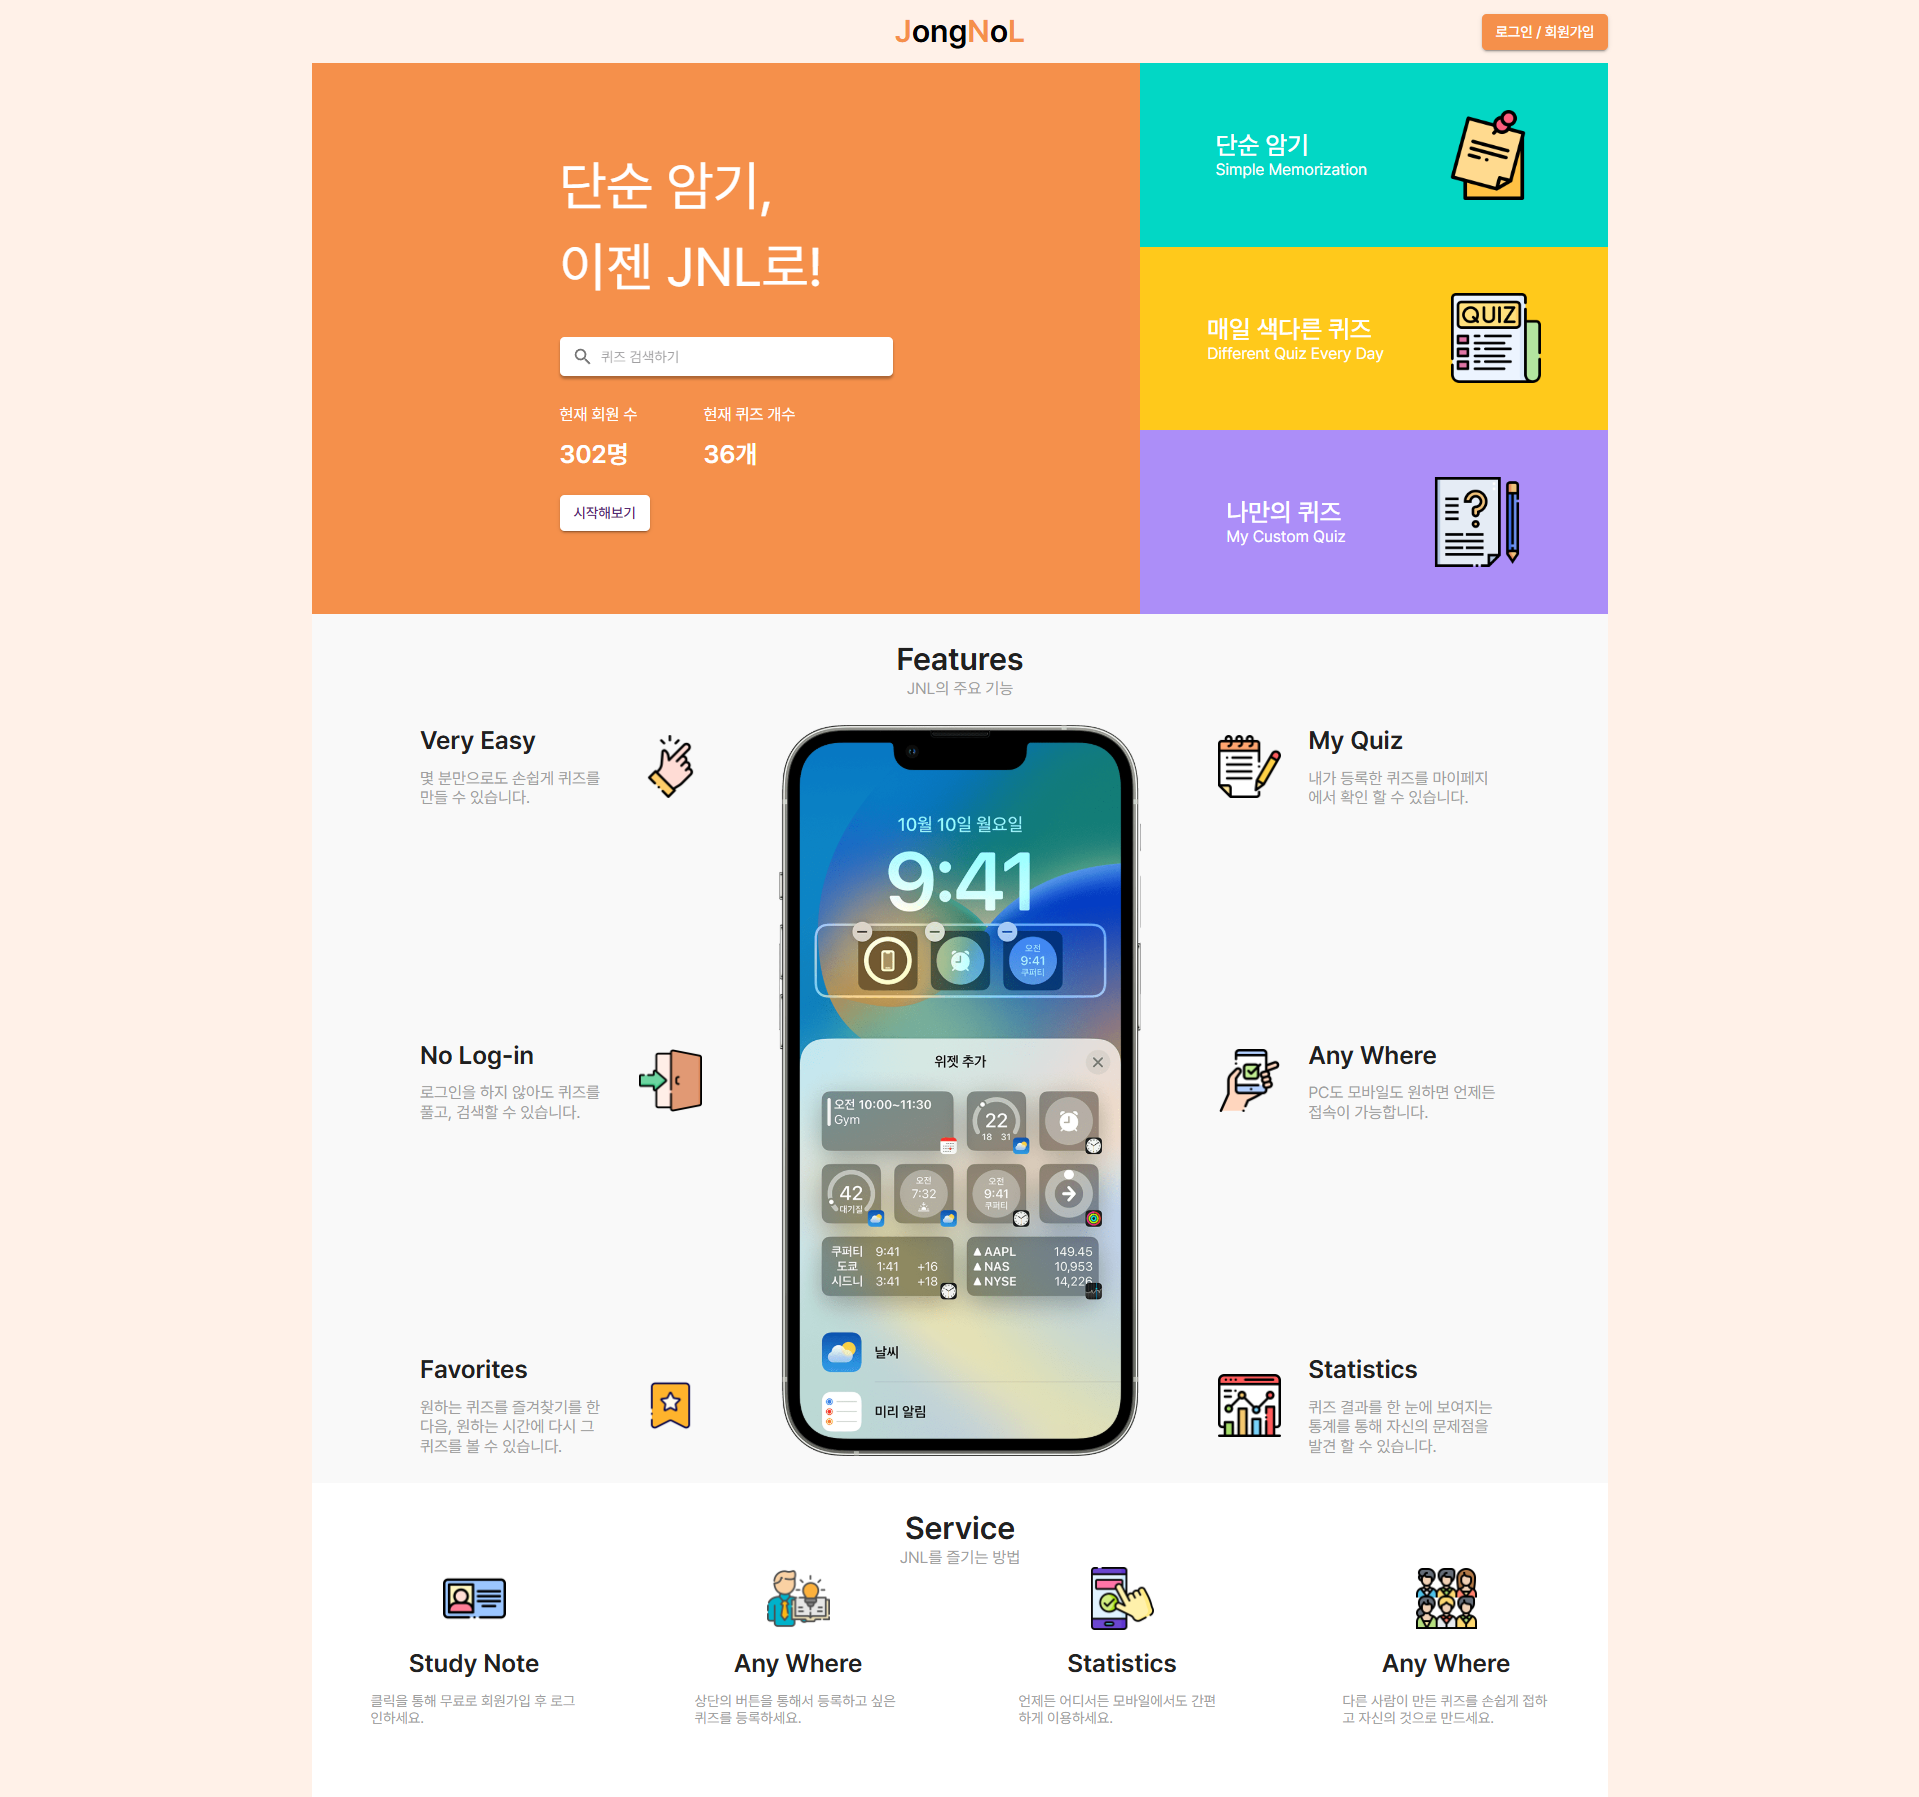 JongNoL
로그인 / 회원가입
단순 암기,
이젠 JNL로!
퀴즈 검색하기
현재 회원 수
현재 퀴즈 개수
302명
36개
시작해보기
단순 암기
Simple Memorization
매일 색다른 퀴즈
Different Quiz Every Day
QUIZ
나만의 퀴즈
My Custom Quiz
Features
JNL의 주요 기능
Very Easy
몇 분만으로도 손쉽게 퀴즈를
만들 수 있습니다.
No Log-in
로그인을 하지 않아도 퀴즈를
풀고, 검색할 수 있습니다.
Favorites
원하는 퀴즈를 즐겨찾기를 한
다음, 원하는 시간에 다시 그
퀴즈를 볼 수 있습니다.
10월 10일 월요일
9:41
오전
9:41
쿠퍼티
위젯 추가
오전 10:00~11:30
Gym
22
18 31
42
대기질
오전
7:32
오전
9:41
쿠퍼티
쿠퍼티 9:41
도쿄 1:41 +16
시드니 3:41 +18
▲ AAPL 149.45
▲ NAS 10,953
▲ NYSE 14,226
날씨
미리 알림
My Quiz
내가 등록한 퀴즈를 마이페지
에서 확인 할 수 있습니다.
Any Where
PC도 모바일도 원하면 언제든
접속이 가능합니다.
Statistics
퀴즈 결과를 한 눈에 보여지는
통계를 통해 자신의 문제점을
발견 할 수 있습니다.
Service
JNL를 즐기는 방법
Study Note
클릭을 통해 무료로 회원가입 후 로그
인하세요.
Any Where
상단의 버튼을 통해서 등록하고 싶은
퀴즈를 등록하세요.
Statistics
언제든 어디서든 모바일에서도 간편
하게 이용하세요.
Any Where
다른 사람이 만든 퀴즈를 손쉽게 접하
고 자신의 것으로 만드세요.